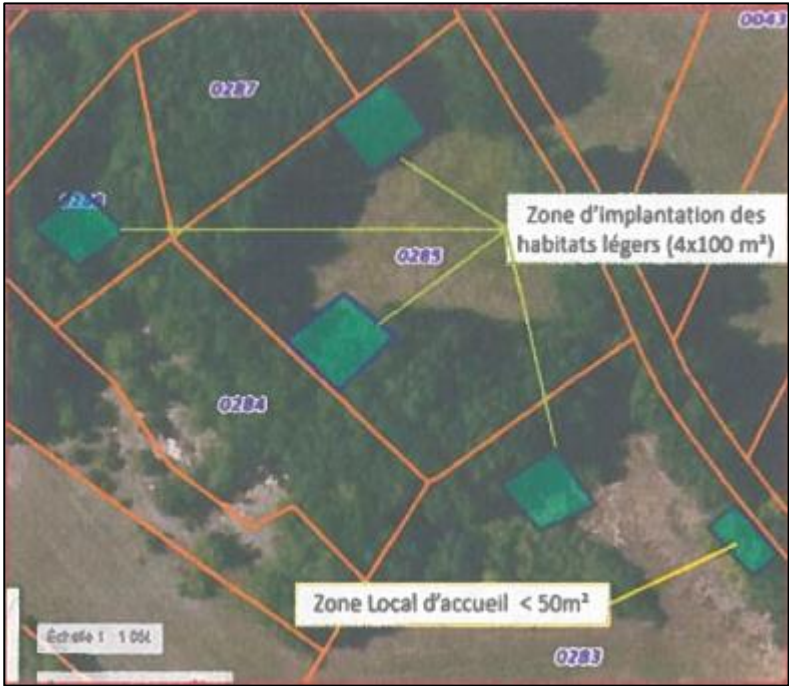 0043
0287
Zone d'implantation des
habitats légers (4x100 m²)
0285
0284
Zone Local d'accueil < 50m²
0283